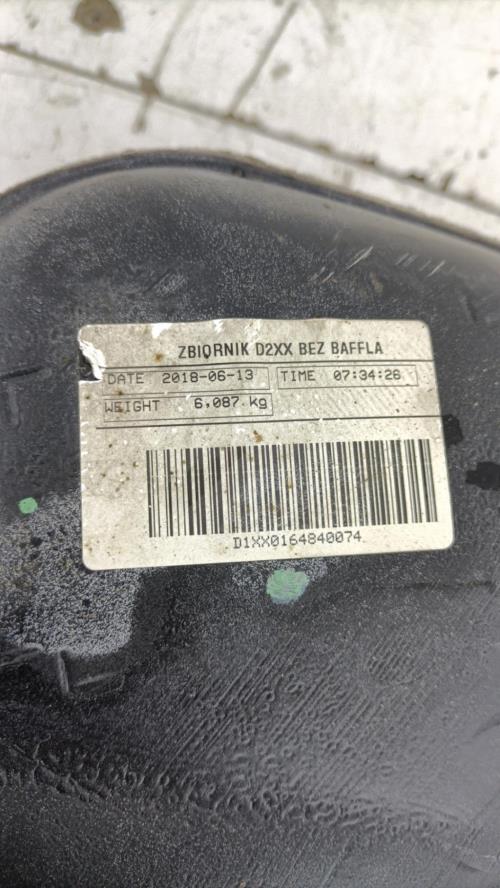 ZBIORNIK D2XX BEZ BAFFLA
DATE 2018-06-13 TIME 07:34:26
WEIGHT 6,087 kg
D1XX0164840074